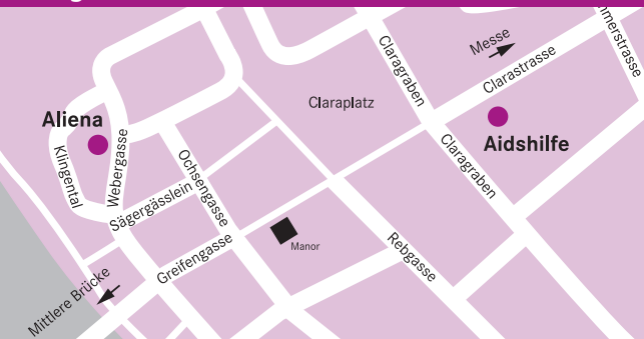 Messe
Clarastrasse
Claragraben
Claraplatz
Aliena
Klingental
Webergasse
Ochsengasse
Aidshilfe
Claragraben
Sägergässlein
Greifengasse
Manor
Rebgasse
Mittlere Brücke